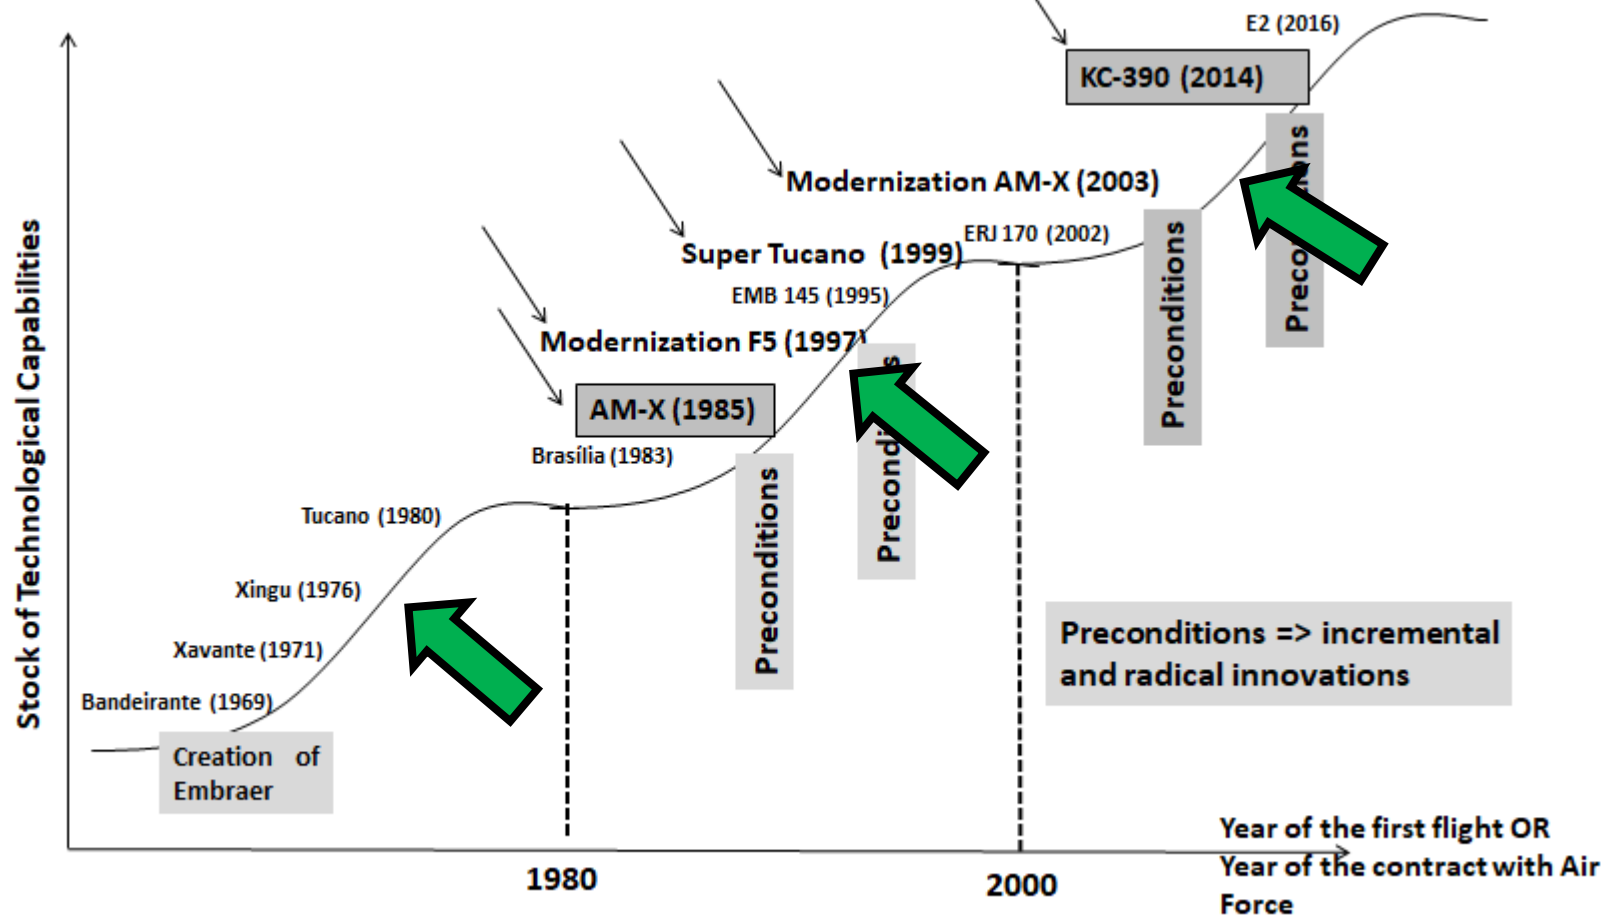 E2 (2016)
KC-390 (2014)
Preconditions
Modernization AM-X (2003)
ERJ 170 (2002)
Super Tucano (1999)
Preconditions
EMB 145 (1995)
Modernization F5 (1997)
AM-X (1985)
Brasília (1983)
Preconditions
Tucano (1980)
Xingu (1976)
Xavante (1971)
Bandeirante (1969)
Creation of
Embraer
Stock of Technological Capabilities
Preconditions => incremental
and radical innovations
1980
2000
Year of the first flight OR
Year of the contract with Air
Force